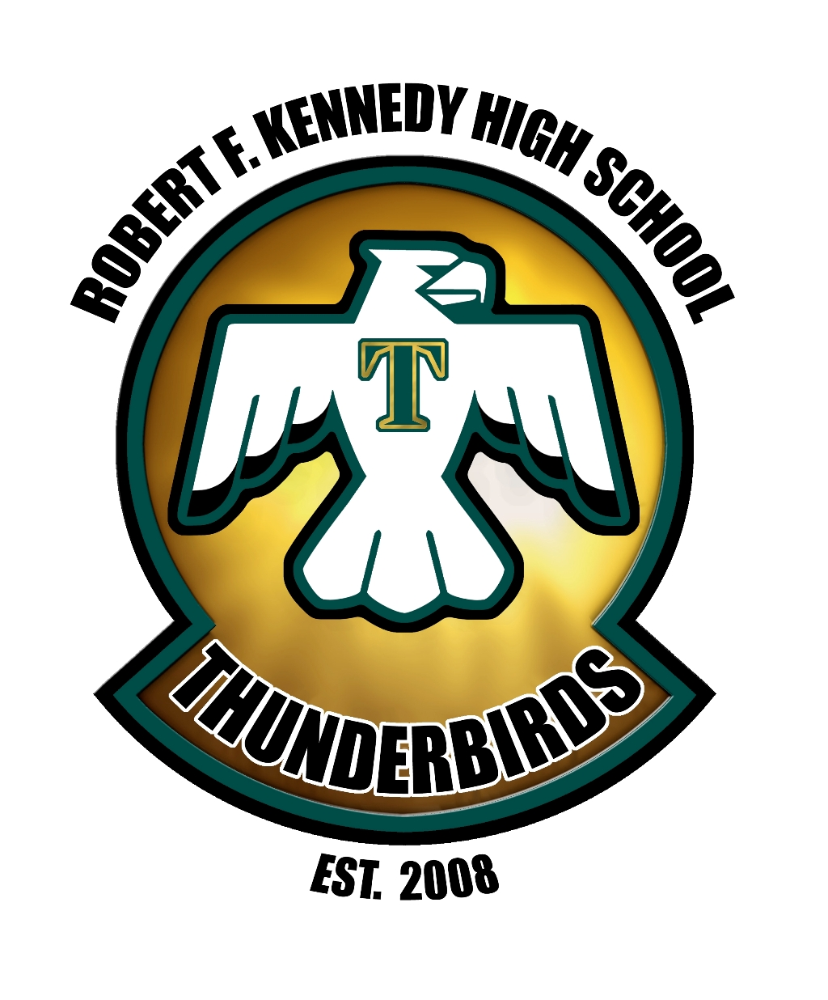 ROBERT F. KENNEDY HIGH SCHOOL
T
THUNDERBIRDS
EST. 2008